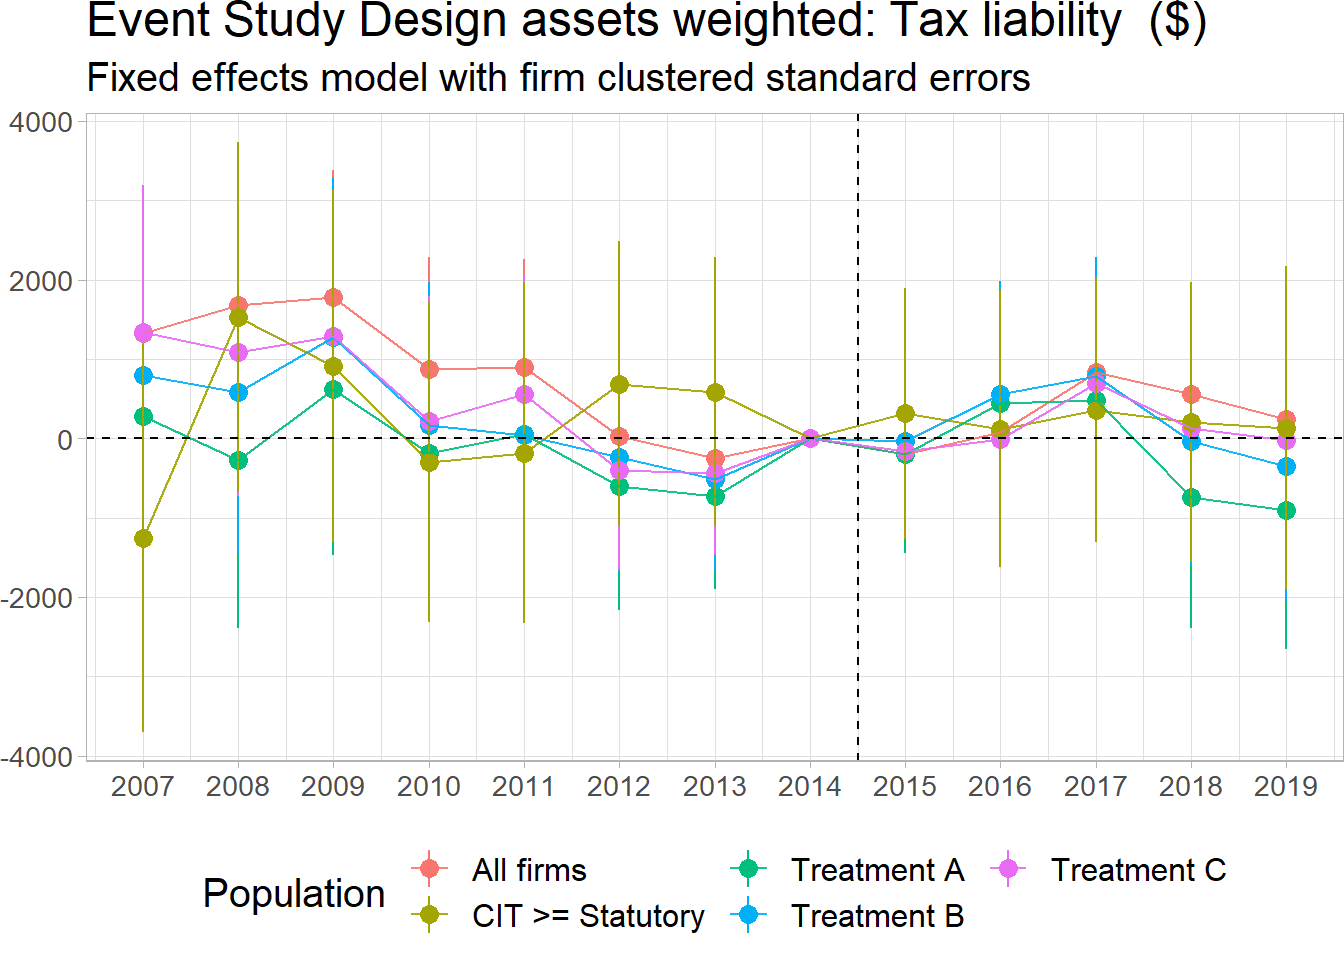 Event Study Design assets weighted: Tax liability  ($)
Fixed effects model with firm clustered standard errors
4000
2000
0
-2000
-4000
2007 2008 2009 2010 2011 2012 2013 2014 2015 2016 2017 2018 2019
Population
All firms
CIT >= Statutory
Treatment A
Treatment B
Treatment C